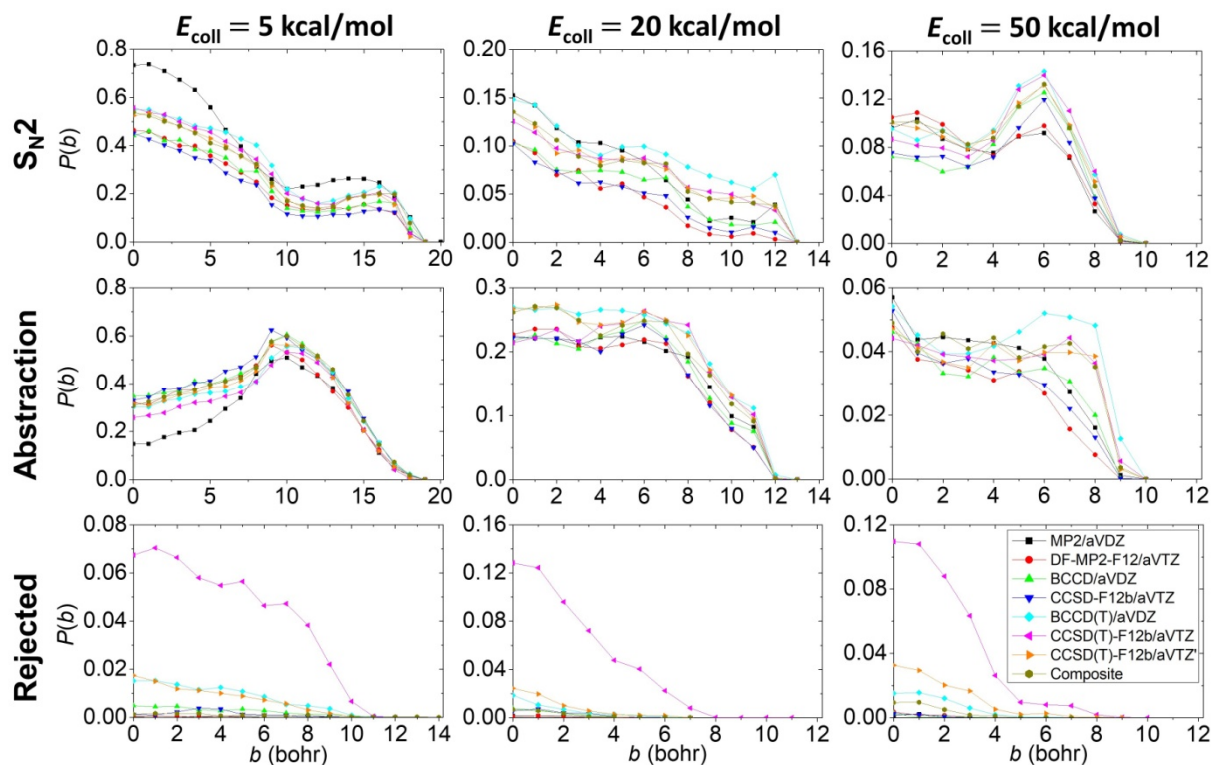 E_coll = 5 kcal/mol
E_coll = 20 kcal/mol
E_coll = 50 kcal/mol
S_N2
P(b)
0.8
0.6
0.4
0.2
0.0
0 5 10 15 20
0.20
0.15
0.10
0.05
0.00
0 2 4 6 8 10 12 14
0.16
0.12
0.08
0.04
0.00
0 2 4 6 8 10 12
Abstraction
P(b)
0.8
0.6
0.4
0.2
0.0
0 5 10 15 20
0.3
0.2
0.1
0.0
0 2 4 6 8 10 12 14
0.06
0.04
0.02
0.00
0 2 4 6 8 10 12
Rejected
P(b)
0.08
0.06
0.04
0.02
0.00
0 2 4 6 8 10 12 14
b (bohr)
0.16
0.12
0.08
0.04
0.00
0 2 4 6 8 10 12
b (bohr)
0.12
0.08
0.04
0.00
0 2 4 6 8 10 12
b (bohr)
MP2/aVDZ
DF-MP2-F12/aVTZ
BCCD/aVDZ
CCSD-F12b/aVTZ
BCCD(T)/aVDZ
CCSD(T)-F12b/aVTZ
CCSD(T)-F12b/aVTZ'
Composite